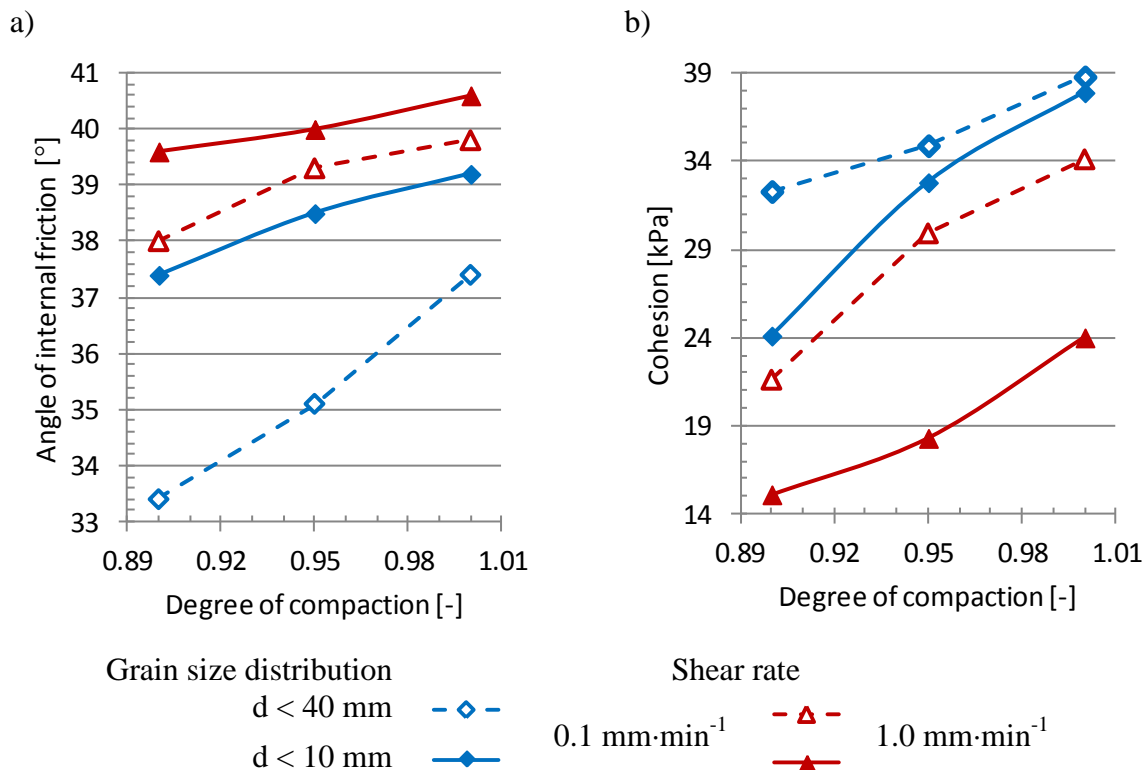 a)
41
40
39
38
37
36
35
34
33
0.89 0.92 0.95 0.98 1.01
Angle of internal friction [°]
Degree of compaction [-]
b)
39
34
29
24
19
14
0.89 0.92 0.95 0.98 1.01
Cohesion [kPa]
Degree of compaction [-]
Grain size distribution Shear rate
d < 40 mm
0.1 mm·min⁻¹ 1.0 mm·min⁻¹
d < 10 mm